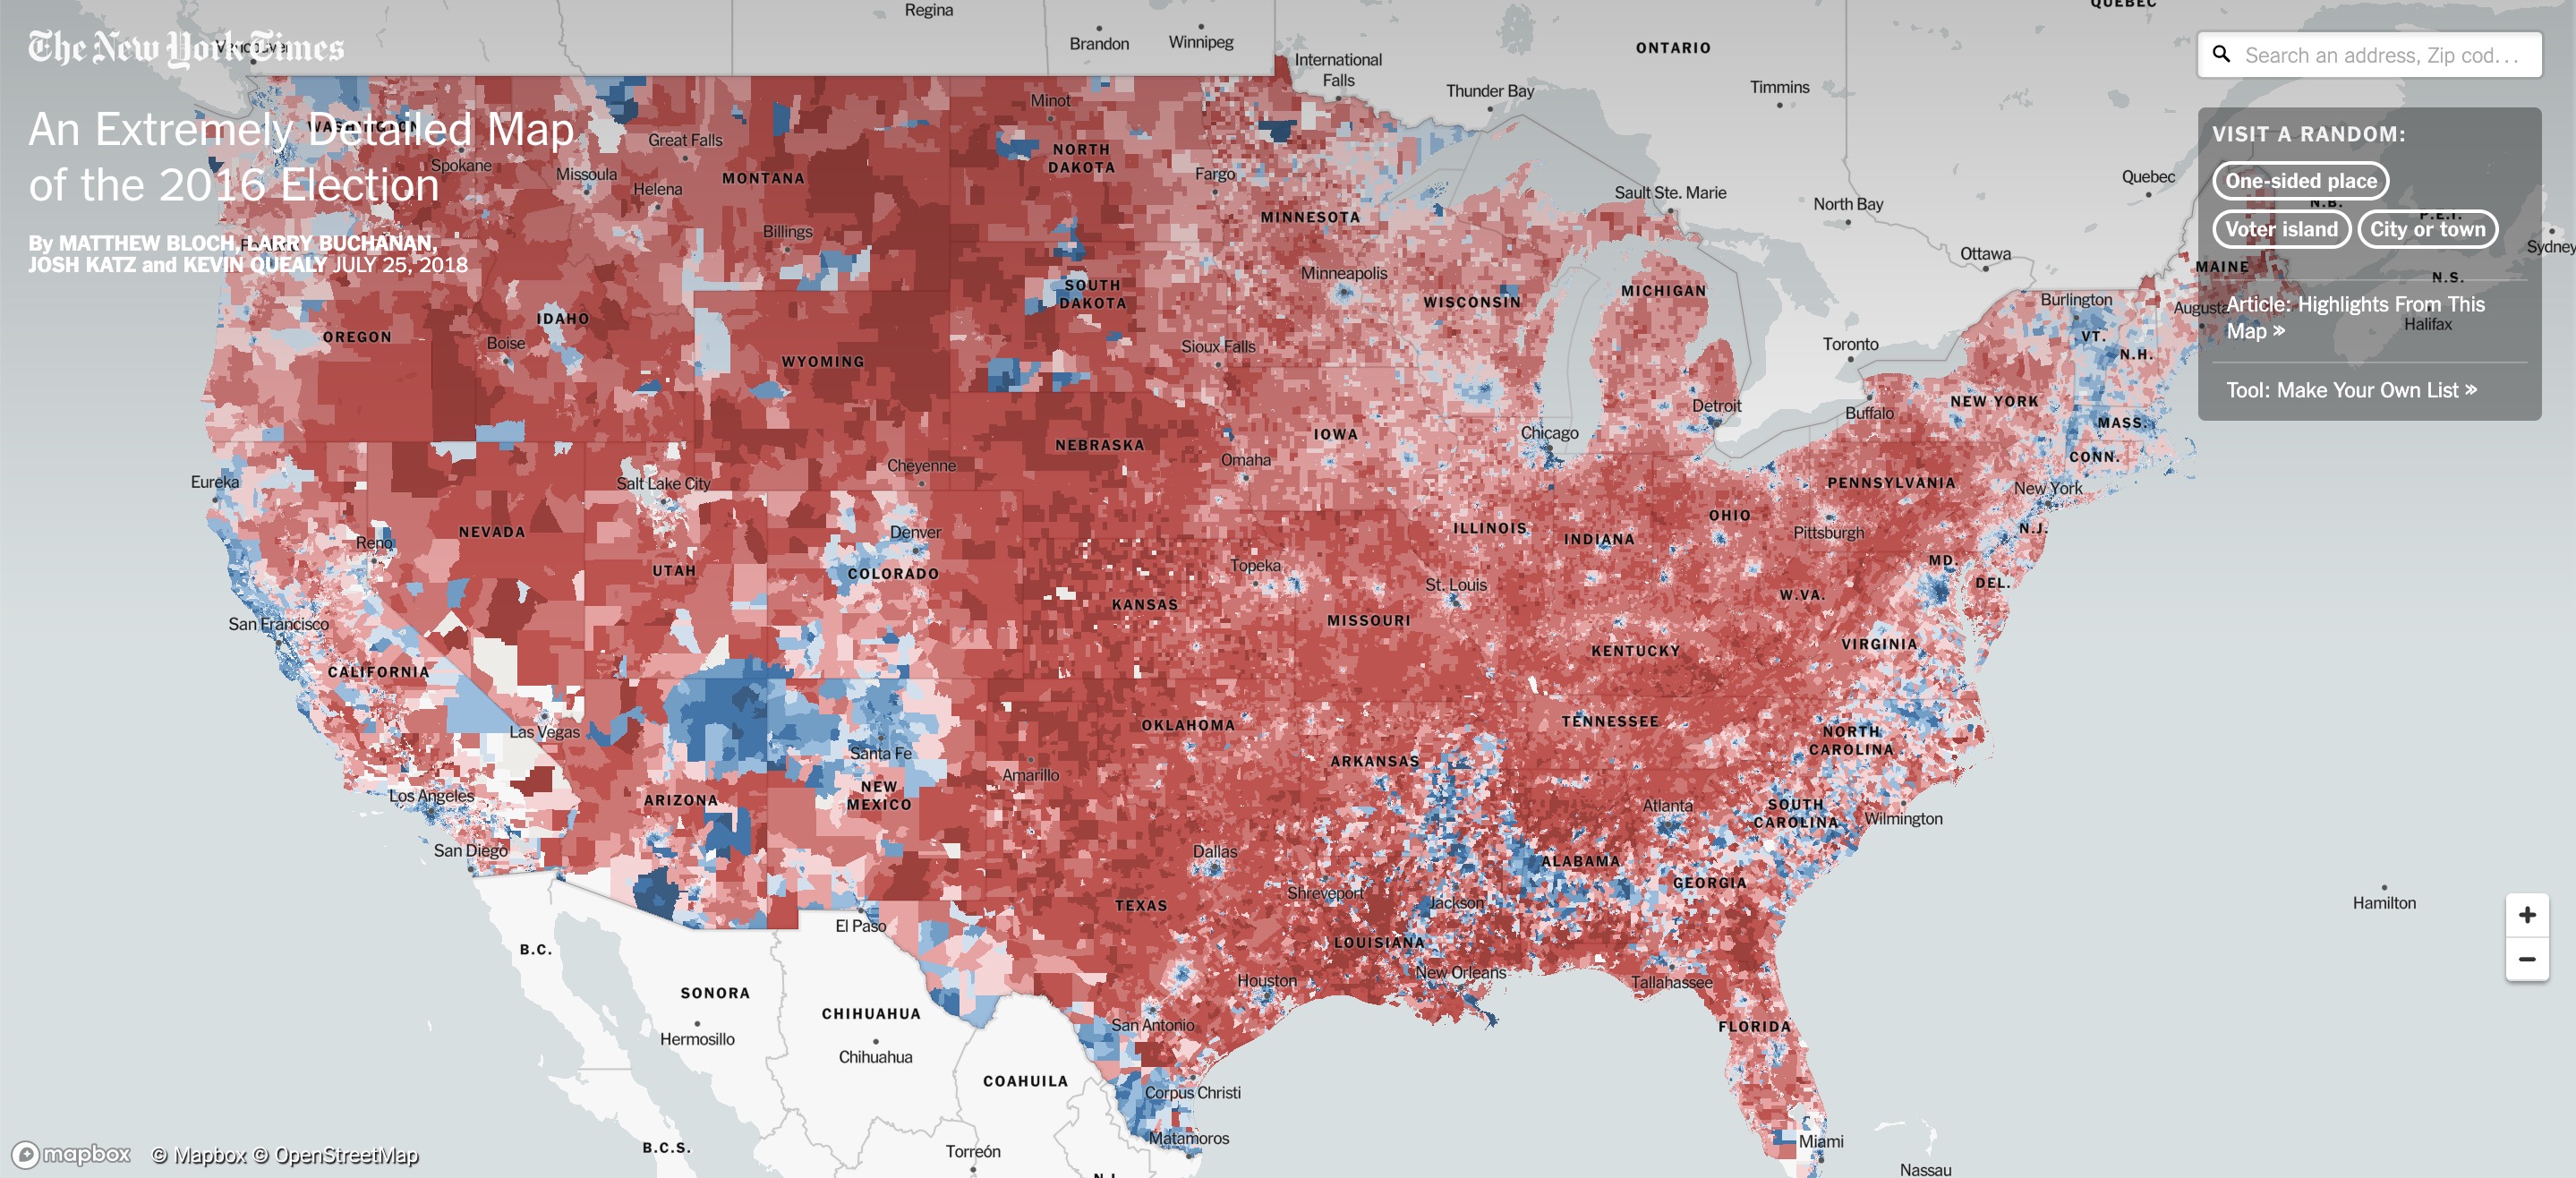 The New York Times
An Extremely Detailed Map
of the 2016 Election
By MATTHEW BLOCH, LARRY BUCHANAN,
JOSH KATZ and KEVIN QUEALY JULY 25, 2018
Search an address, Zip cod...
VISIT A RANDOM:
One-sided place
Voter island
City or town
Article: Highlights From This
Map »
Tool: Make Your Own List »
QUEBEC
Regina
Vancouver
Brandon
Winnipeg
ONTARIO
International
Falls
Thunder Bay
Timmins
Minot
WASHINGTON
Spokane
Great Falls
Missoula
Helena
MONTANA
NORTH
DAKOTA
Fargo
Sault Ste. Marie
North Bay
Quebec
N.B.
P.E.I.
Sydney
MINNESOTA
Billings
Ottawa
MAINE
N.S.
Minneapolis
SOUTH
DAKOTA
WISCONSIN
MICHIGAN
Burlington
Augusta
Halifax
OREGON
IDAHO
Boise
WYOMING
Sioux Falls
Toronto
VT.
N.H.
Detroit
Buffalo
NEW YORK
MASS.
NEBRASKA
IOWA
Chicago
Omaha
CONN.
Eureka
Salt Lake City
Cheyenne
PENNSYLVANIA
New York
NEVADA
Reno
Denver
ILLINOIS
INDIANA
OHIO
Pittsburgh
N.J.
UTAH
COLORADO
Topeka
St. Louis
MD.
DEL.
San Francisco
KANSAS
MISSOURI
W.VA.
CALIFORNIA
KENTUCKY
VIRGINIA
Las Vegas
Santa Fe
OKLAHOMA
TENNESSEE
NORTH
CAROLINA
Los Angeles
ARIZONA
NEW
MEXICO
Amarillo
ARKANSAS
Atlanta
SOUTH
CAROLINA
Wilmington
San Diego
Dallas
ALABAMA
GEORGIA
Shreveport
Jackson
Hamilton
El Paso
TEXAS
LOUISIANA
B.C.
SONORA
Hermosillo
CHIHUAHUA
Chihuahua
Houston
New Orleans
Tallahassee
San Antonio
FLORIDA
COAHUILA
Corpus Christi
Matamoros
Miami
B.C.S.
Torreón
Nassau
+
−
mapbox
© Mapbox © OpenStreetMap